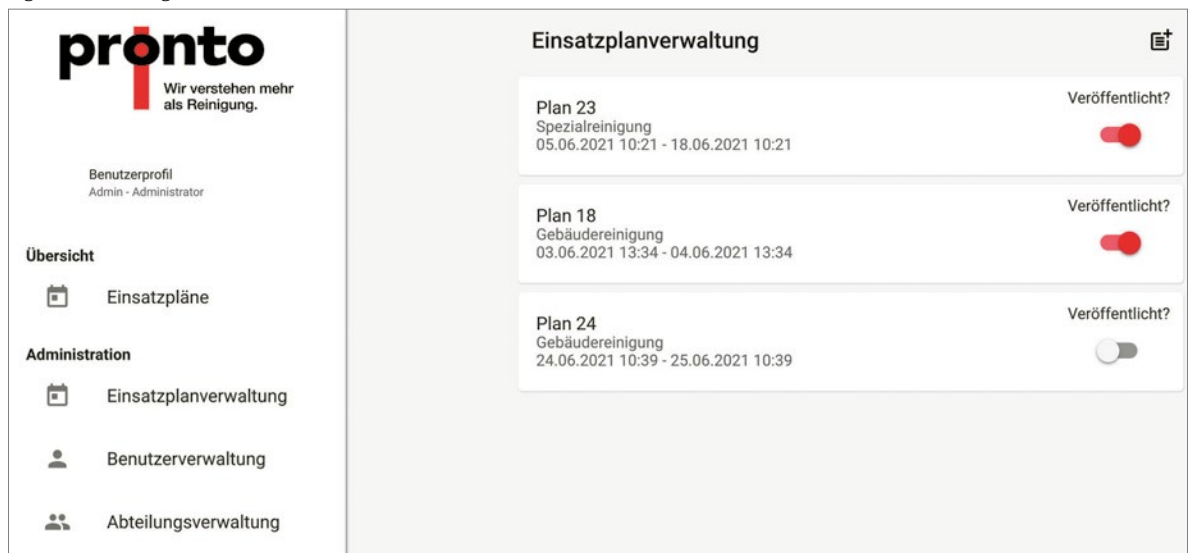 pronto
Wir verstehen mehr
als Reinigung.
Benutzerprofil
Admin - Administrator
Übersicht
Einsatzpläne
Administration
Einsatzplanverwaltung
Benutzerverwaltung
Abteilungsverwaltung
Einsatzplanverwaltung
Plan 23
Spezialreinigung
05.06.2021 10:21 - 18.06.2021 10:21
Veröffentlicht?
Plan 18
Gebäudereinigung
03.06.2021 13:34 - 04.06.2021 13:34
Veröffentlicht?
Plan 24
Gebäudereinigung
24.06.2021 10:39 - 25.06.2021 10:39
Veröffentlicht?